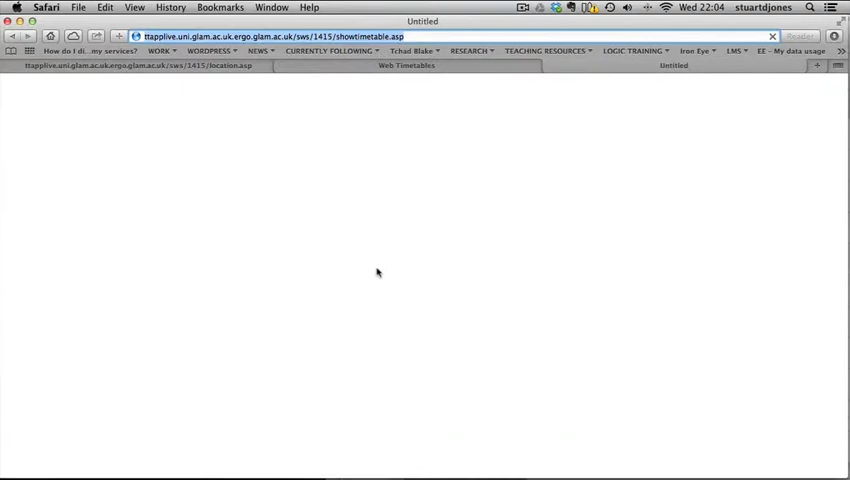 Safari File Edit View History Bookmarks Window Help Wed 22:04 stuartdjones
Untitled
ttapplive.uni.glam.ac.uk.ergo.glam.ac.uk/sws/1415/showtimetable.asp Reader
How do I di...my services? WORK WORDPRESS NEWS CURRENTLY FOLLOWING Tchad Blake RESEARCH TEACHING RESOURCES LOGIC TRAINING Iron Eye LMS EE - My data usage
ttapplive.uni.glam.ac.uk.ergo.glam.ac.uk/sws/1415/location.asp Web Timetables Untitled